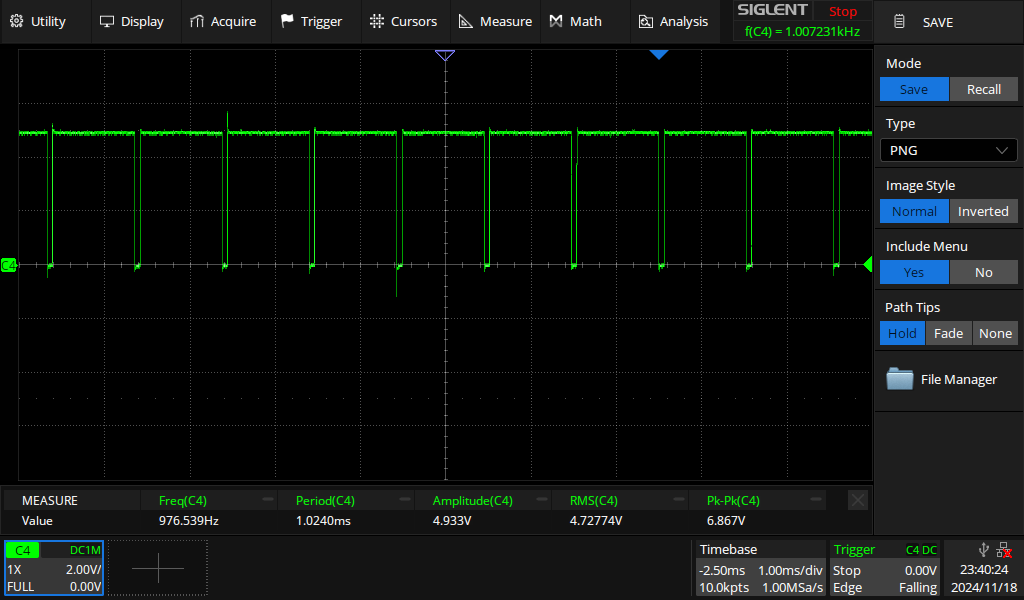 Utility Display Acquire Trigger Cursors Measure Math Analysis SIGLENT Stop SAVE
f(C4) = 1.007231kHz
Mode
Save Recall
Type
PNG
Image Style
Normal Inverted
C4
Include Menu
Yes No
Path Tips
Hold Fade None
File Manager
MEASURE Freq(C4) Period(C4) Amplitude(C4) RMS(C4) Pk-Pk(C4)
Value 976.539Hz 1.0240ms 4.933V 4.72774V 6.867V
C4 DC1M Timebase Trigger C4 DC
1X 2.00V/ -2.50ms 1.00ms/div Stop 0.00V 23:40:24
FULL 0.00V 10.0kpts 1.00MSa/s Edge Falling 2024/11/18